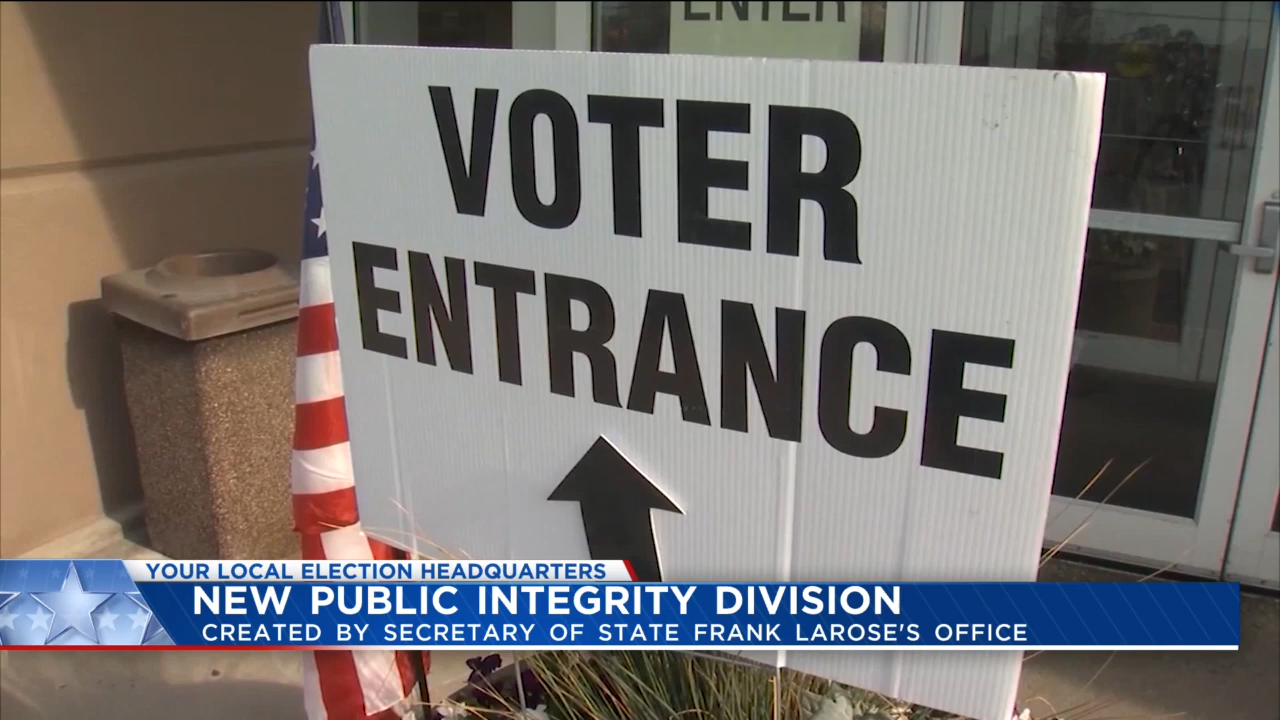 ENTER
VOTER
ENTRANCE
YOUR LOCAL ELECTION HEADQUARTERS
NEW PUBLIC INTEGRITY DIVISION
CREATED BY SECRETARY OF STATE FRANK LAROSE'S OFFICE